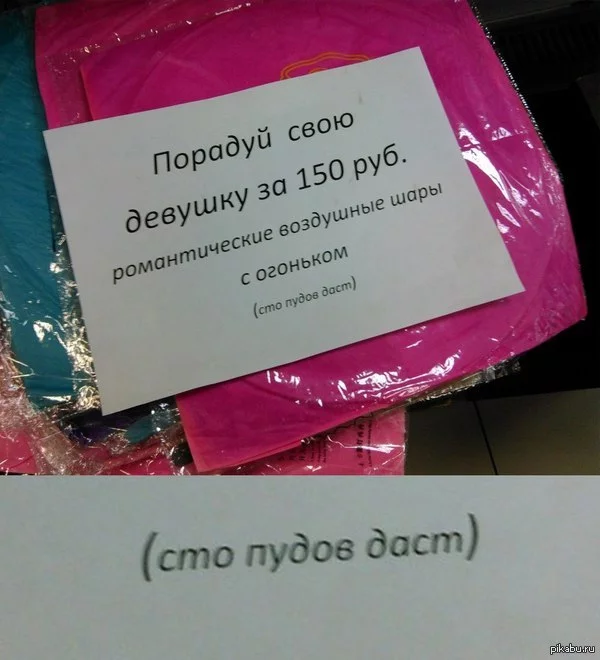 Порадуй свою
девушку за 150 руб.
романтические воздушные шары
с огоньком
(сто пудов даст)
(сто пудов даст)
pikabu.ru